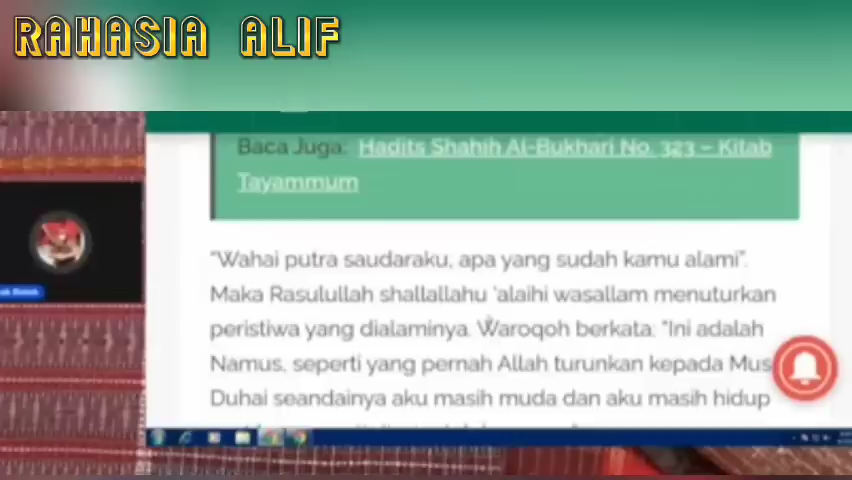 RAHASIA ALIF
Baca Juga: Hadits Shahih Al-Bukhari No. 323 – Kitab
Tayammum
“Wahai putra saudaraku, apa yang sudah kamu alami”.
Maka Rasulullah shallallahu ‘alaihi wasallam menuturkan
peristiwa yang dialaminya. Waroqoh berkata: “Ini adalah
Namus, seperti yang pernah Allah turunkan kepada Mus
Duhai seandainya aku masih muda dan aku masih hidup